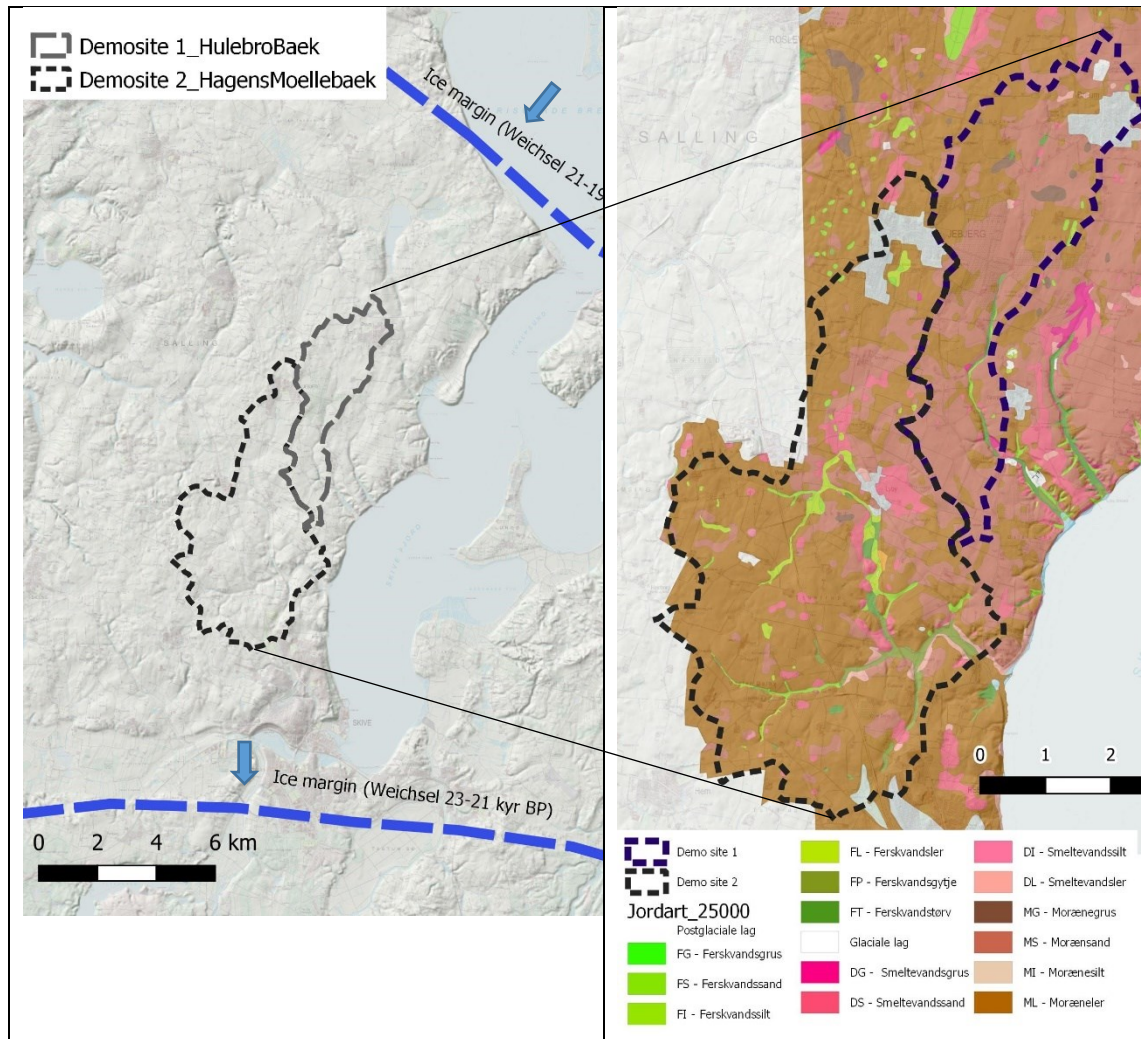 Demosite 1_HulebroBaek
Demosite 2_HagensMoellebaek
Ice margin (Weichsel 21-19
SALLING
SKIVE
Ice margin (Weichsel 23-21 kyr BP)
0 2 4 6 km
SALLING
JEBJERG
0 1 2
Demo site 1
Demo site 2
Jordart_25000
Postglaciale lag
FG - Ferskvandsgrus
FS - Ferskvandssand
FI - Ferskvandssilt
FL - Ferskvandsler
FP - Ferskvandsgytje
FT - Ferskvandstørv
Glaciale lag
DG - Smeltevandsgrus
DS - Smeltevandssand
DI - Smeltevandssilt
DL - Smeltevandsler
MG - Morænegrus
MS - Morænsand
MI - Morænesilt
ML - Moræneler